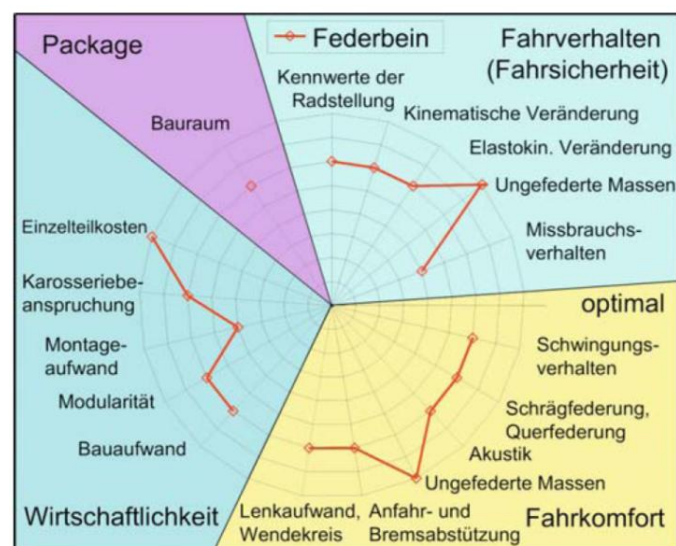 Package
Federbein
Fahrverhalten
(Fahrsicherheit)
Kennwerte der
Radstellung
Kinematische Veränderung
Elastokin. Veränderung
Ungefederte Massen
Missbrauchs-
verhalten
Bauraum
Einzelteilkosten
Karosseriebe-
anspruchung
Montage-
aufwand
Modularität
Bauaufwand
Wirtschaftlichkeit
optimal
Schwingungs-
verhalten
Schrägfederung,
Querfederung
Akustik
Ungefederte Massen
Anfahr- und
Bremsabstützung
Lenkaufwand,
Wendekreis
Fahrkomfort